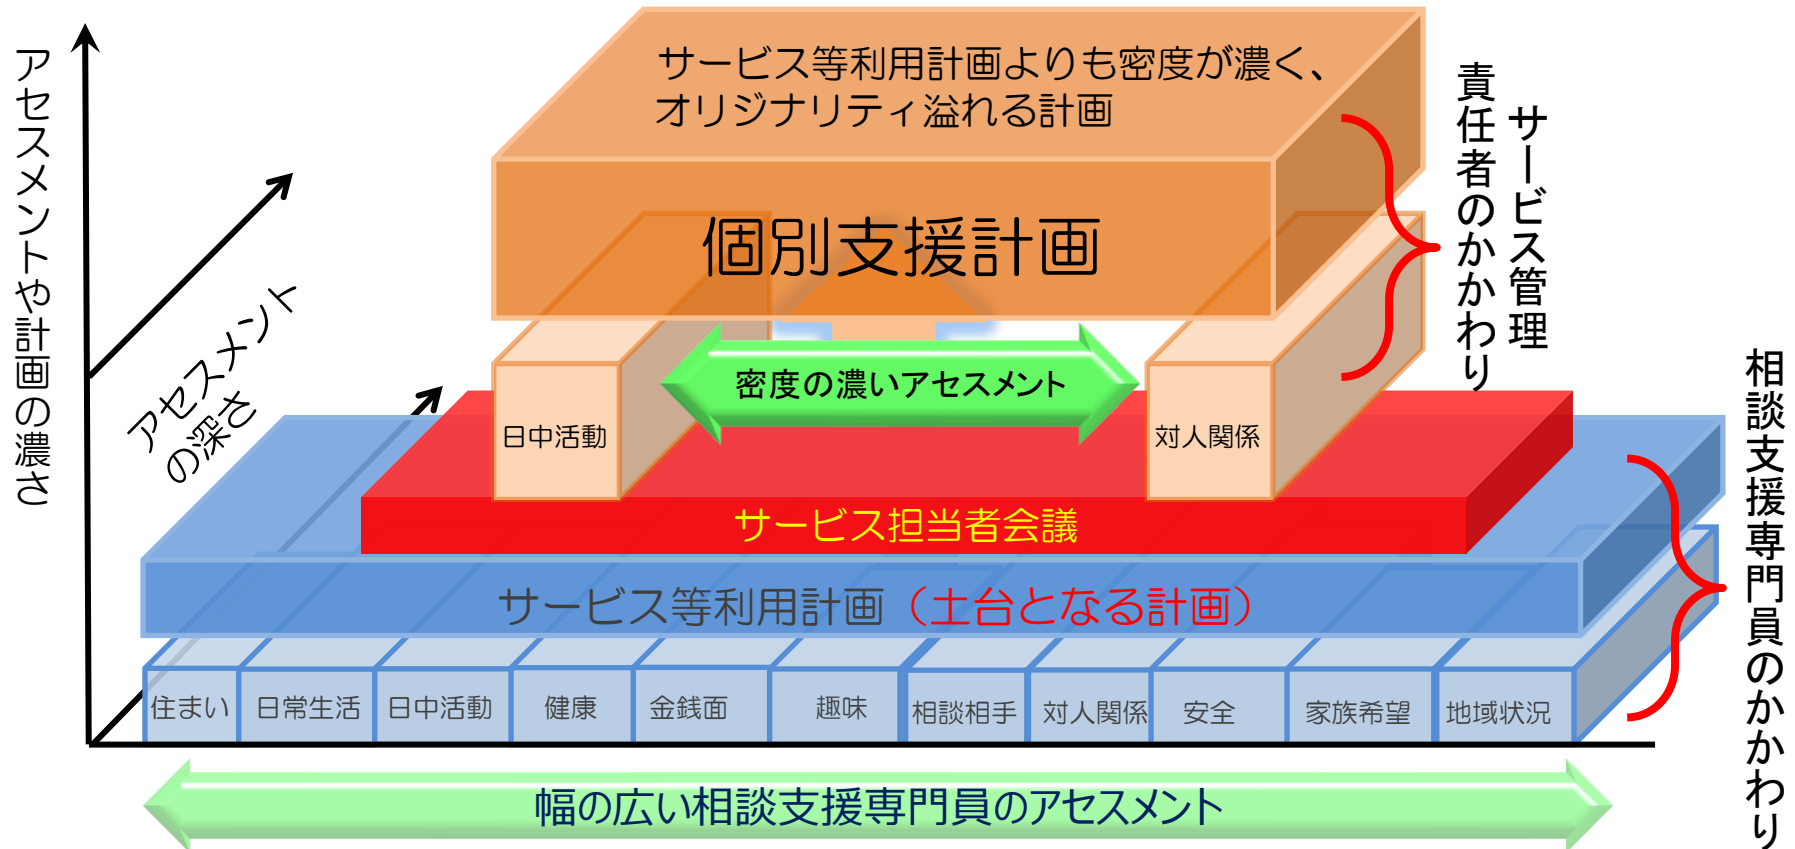 アセスメントや計画の濃さ
アセスメント
の深さ
サービス等利用計画よりも密度が濃く、
オリジナリティ溢れる計画
個別支援計画
サービス管理
責任者のかかわり
密度の濃いアセスメント
日中活動
対人関係
サービス担当者会議
サービス等利用計画（土台となる計画）
相談支援専門員のかかわり
住まい
日常生活
日中活動
健康
金銭面
趣味
相談相手
対人関係
安全
家族希望
地域状況
幅の広い相談支援専門員のアセスメント